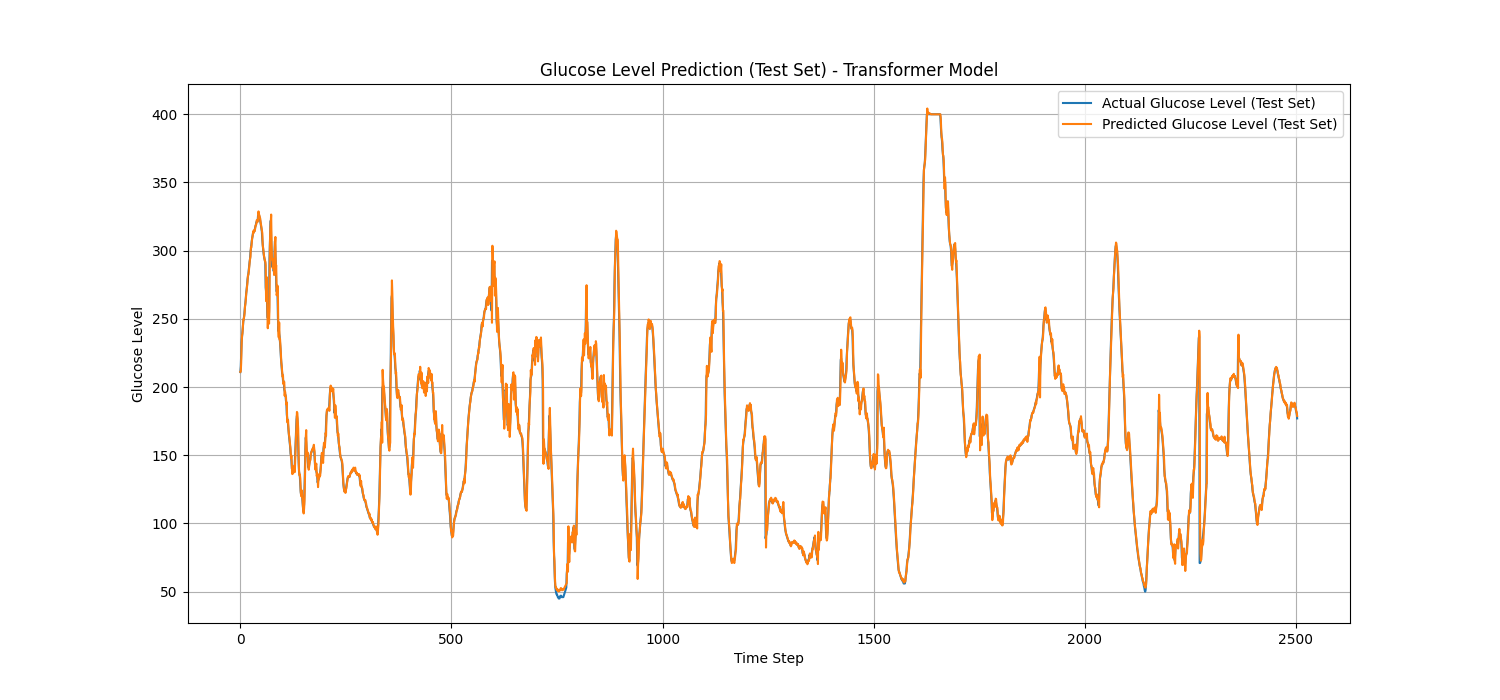 Glucose Level Prediction (Test Set) - Transformer Model
Actual Glucose Level (Test Set)
Predicted Glucose Level (Test Set)
Glucose Level
400
350
300
250
200
150
100
50
0 500 1000 1500 2000 2500
Time Step